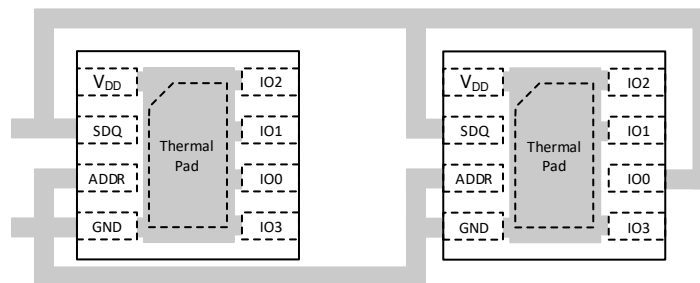 VDD IO2
SDQ IO1
Thermal
Pad
ADDR IO0
GND IO3
VDD IO2
SDQ IO1
Thermal
Pad
ADDR IO0
GND IO3